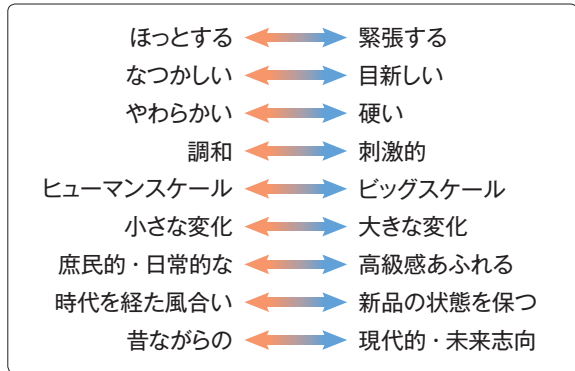 ほっとする 緊張する
なつかしい 目新しい
やわらかい 硬い
調和 刺激的
ヒューマンスケール ビッグスケール
小さな変化 大きな変化
庶民的・日常的な 高級感あふれる
時代を経た風合い 新品の状態を保つ
昔ながらの 現代的・未来志向